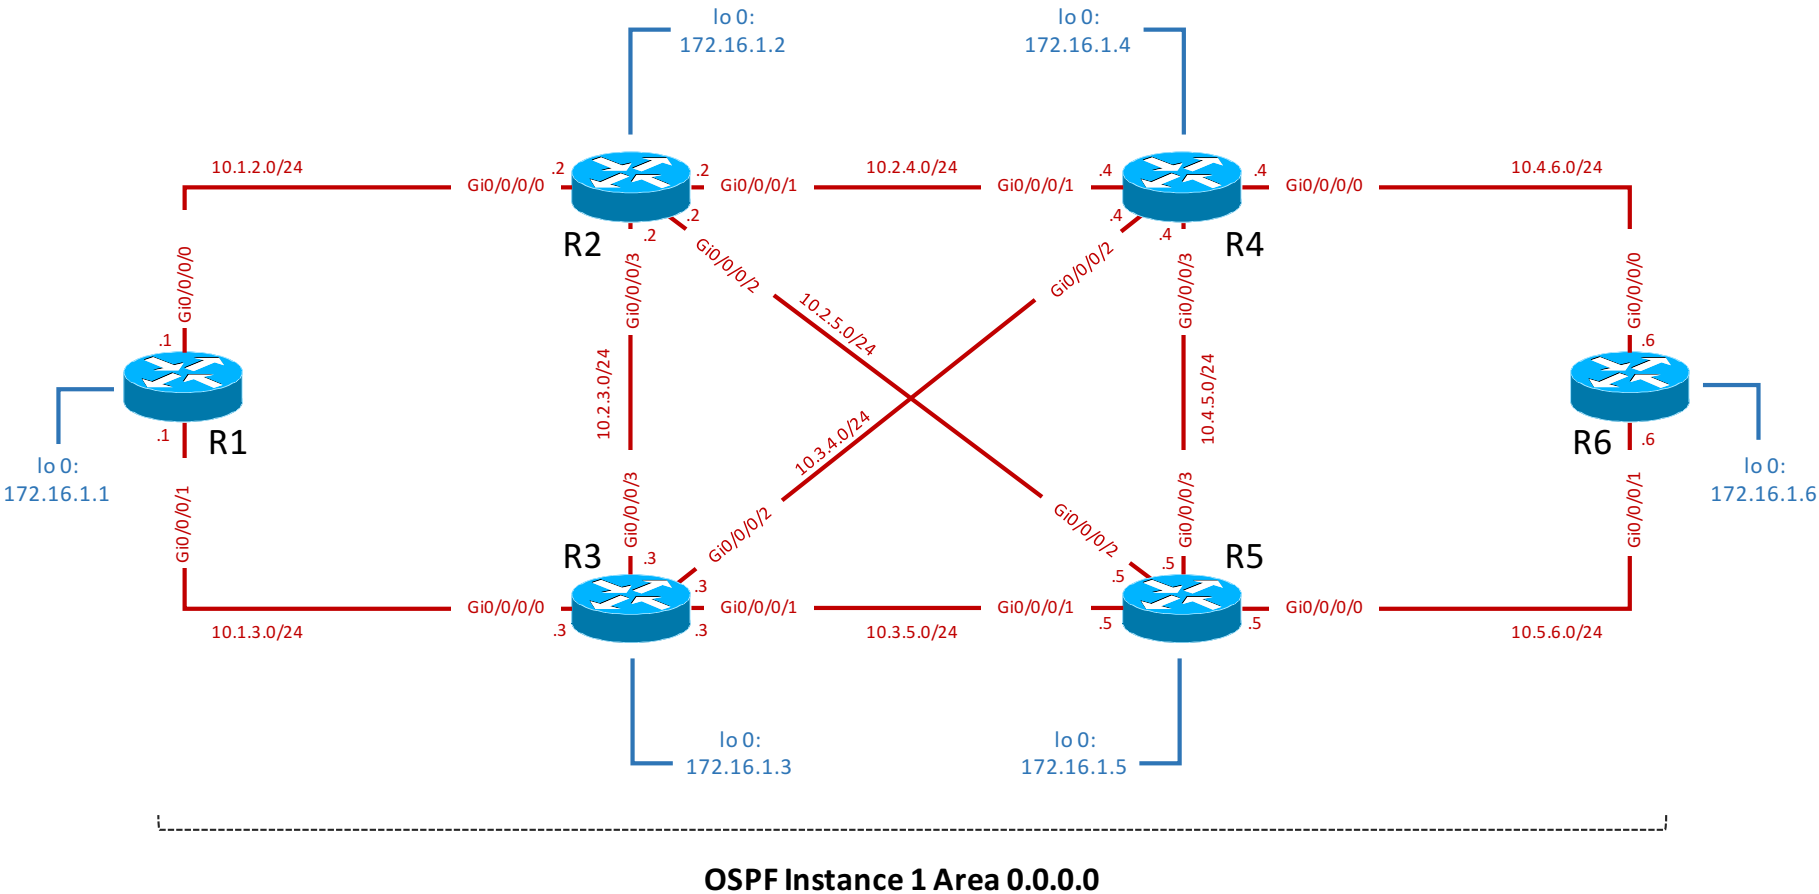 lo 0:
172.16.1.2
lo 0:
172.16.1.4
10.1.2.0/24
.2
Gi0/0/0/0
.2
Gi0/0/0/1
10.2.4.0/24
Gi0/0/0/1
.4
.4
Gi0/0/0/0
10.4.6.0/24
R2
.2
.2
Gi0/0/0/3
Gi0/0/0/2
.4
.4
R4
Gi0/0/0/2
Gi0/0/0/3
Gi0/0/0/0
.1
Gi0/0/0/0
.6
10.2.5.0/24
10.2.3.0/24
10.3.4.0/24
10.4.5.0/24
.1
R1
R6
.6
lo 0:
172.16.1.1
lo 0:
172.16.1.6
Gi0/0/0/1
Gi0/0/0/3
Gi0/0/0/2
Gi0/0/0/2
Gi0/0/0/3
Gi0/0/0/1
R3
.3
.3
.5
.5
R5
Gi0/0/0/0
.3
Gi0/0/0/1
.3
Gi0/0/0/1
.5
Gi0/0/0/0
.5
10.1.3.0/24
10.3.5.0/24
10.5.6.0/24
lo 0:
172.16.1.3
lo 0:
172.16.1.5
OSPF Instance 1 Area 0.0.0.0